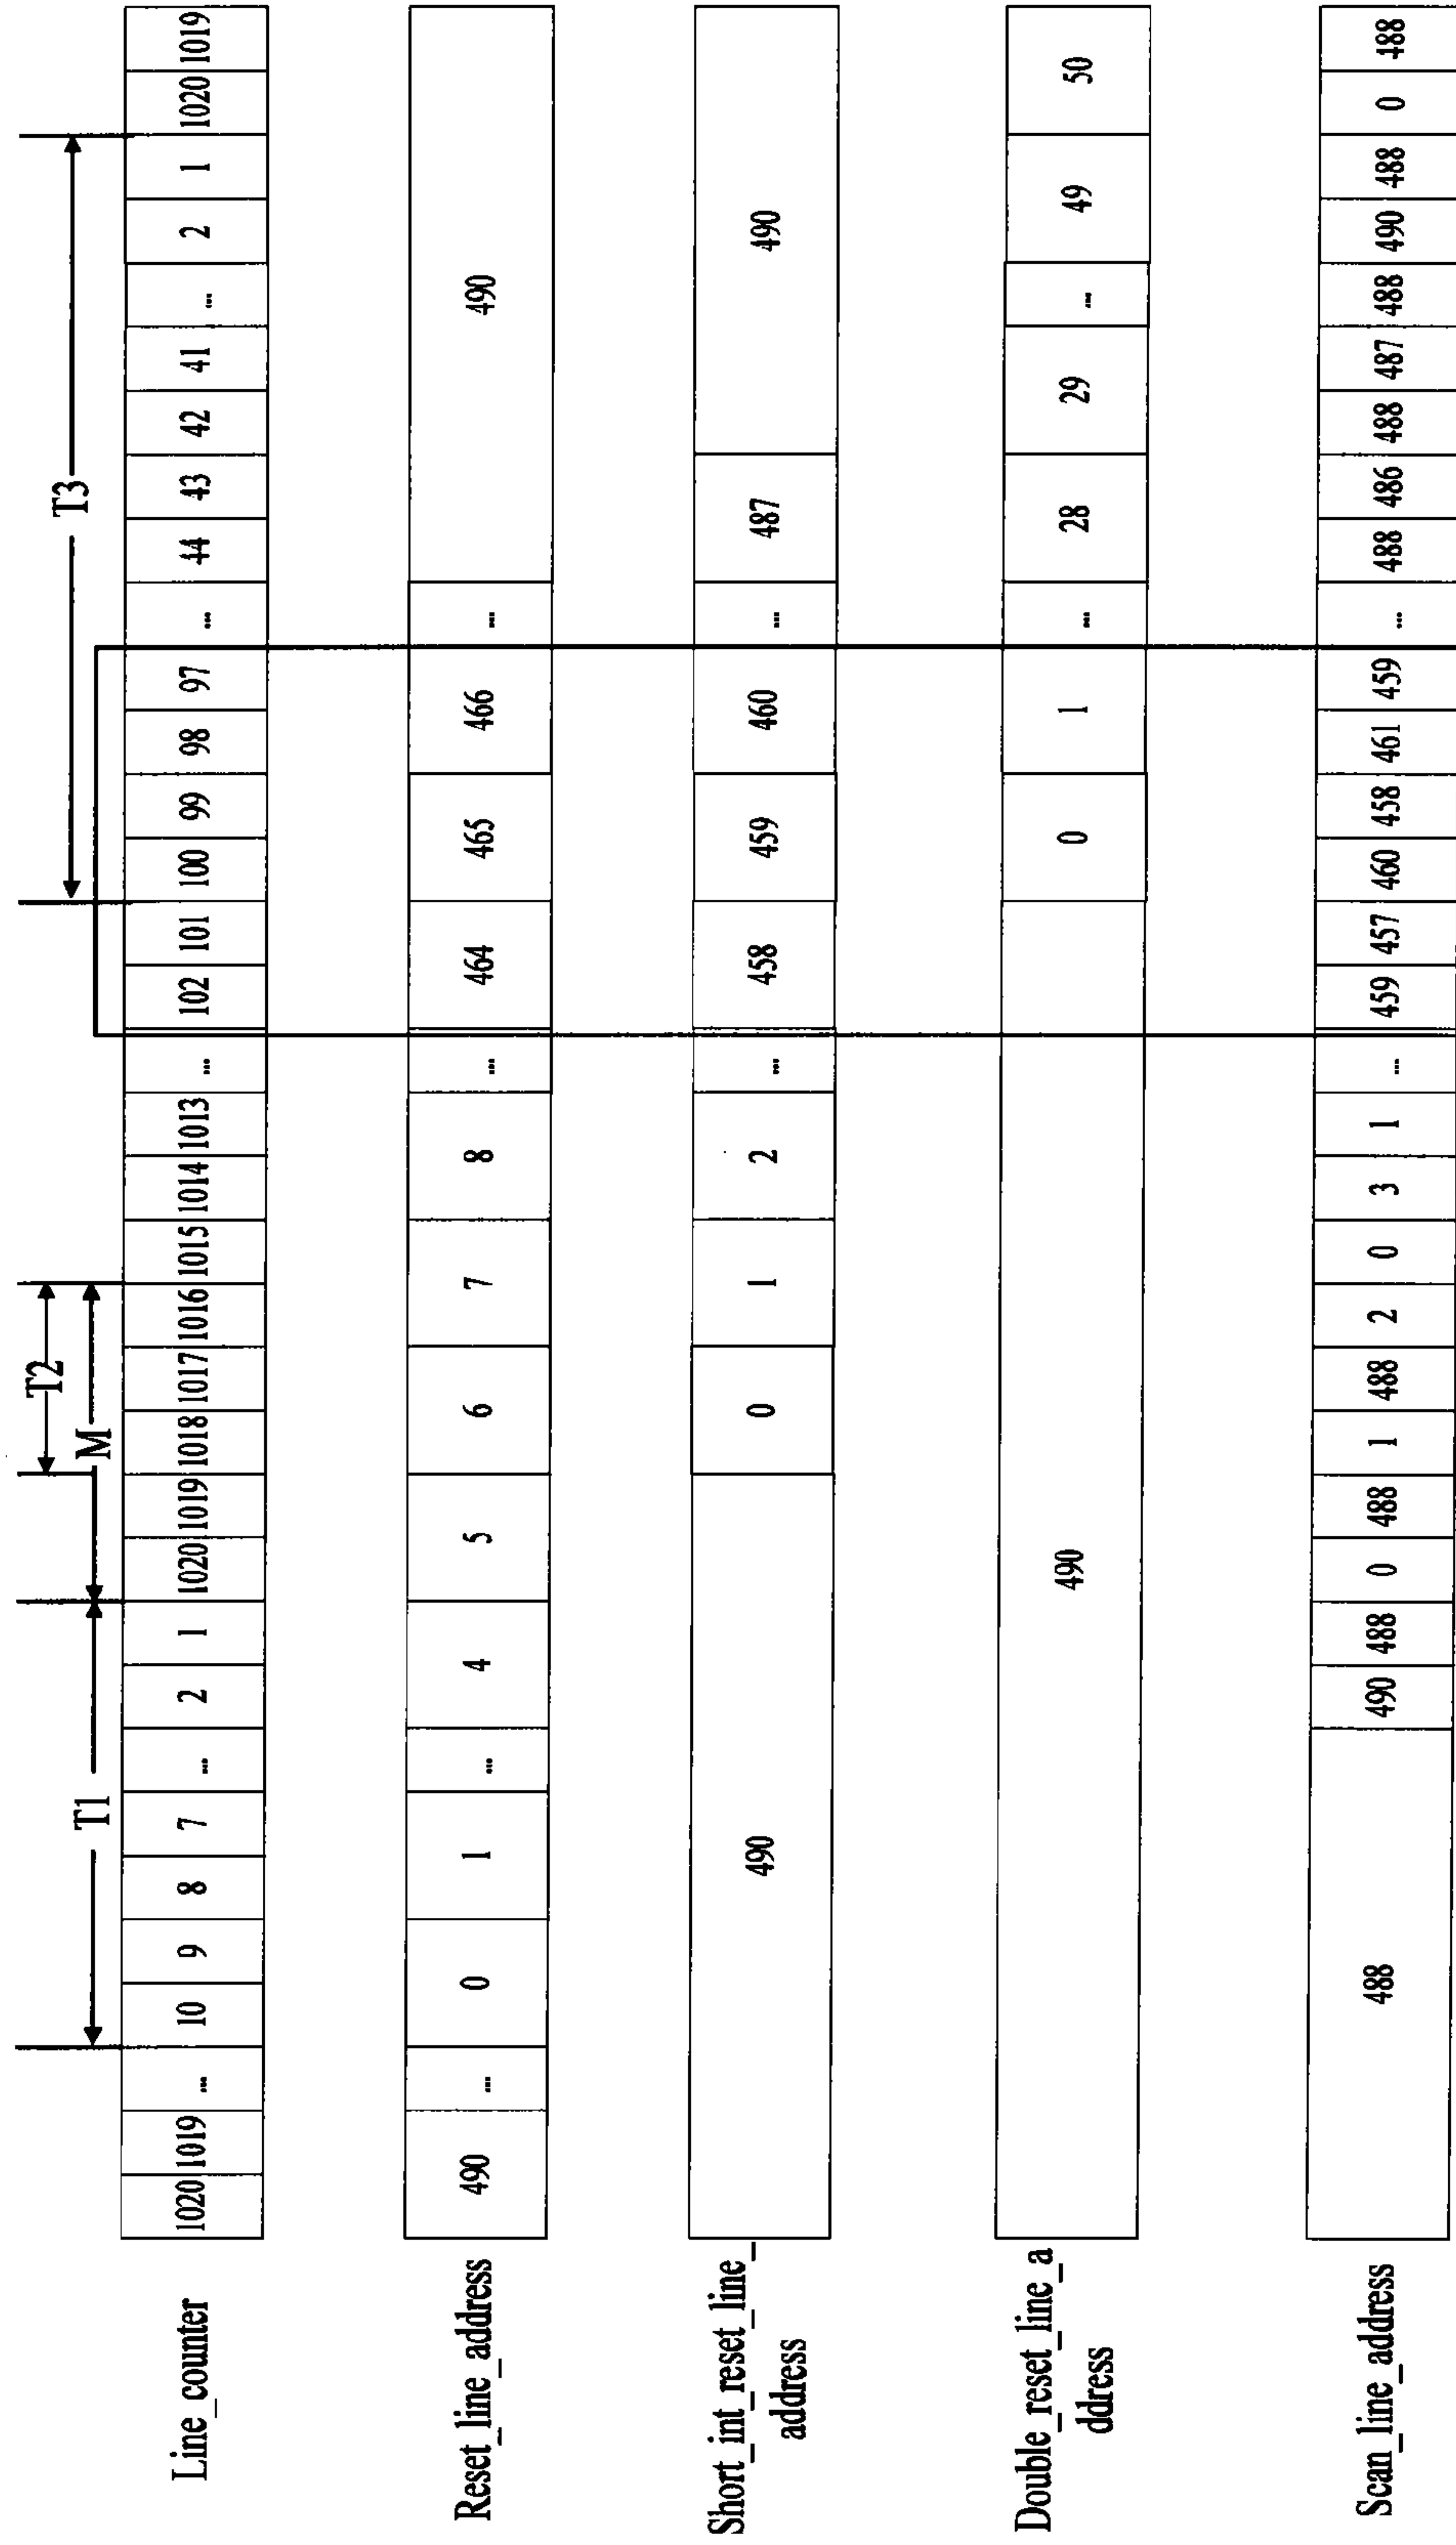 T1
M
T2
T3
Line_counter 1020 1019 ... 10 9 8 7 ... 2 1 1020 1019 1018 1017 1016 1015 1014 1013 ... 102 101 100 99 98 97 ... 44 43 42 41 ... 2 1 1020 1019
Reset_line_address 490 ... 0 1 ... 4 5 6 7 8 ... 464 465 466 ... 490
Short_int_reset_line_
address 490 0 1 2 ... 458 459 460 ... 487 490
Double_reset_line_a
ddress 490 0 1 ... 28 29 ... 49 50
Scan_line_address 488 490 488 0 488 1 488 2 0 3 1 ... 459 457 460 458 461 459 ... 488 486 488 487 488 490 488 0 488